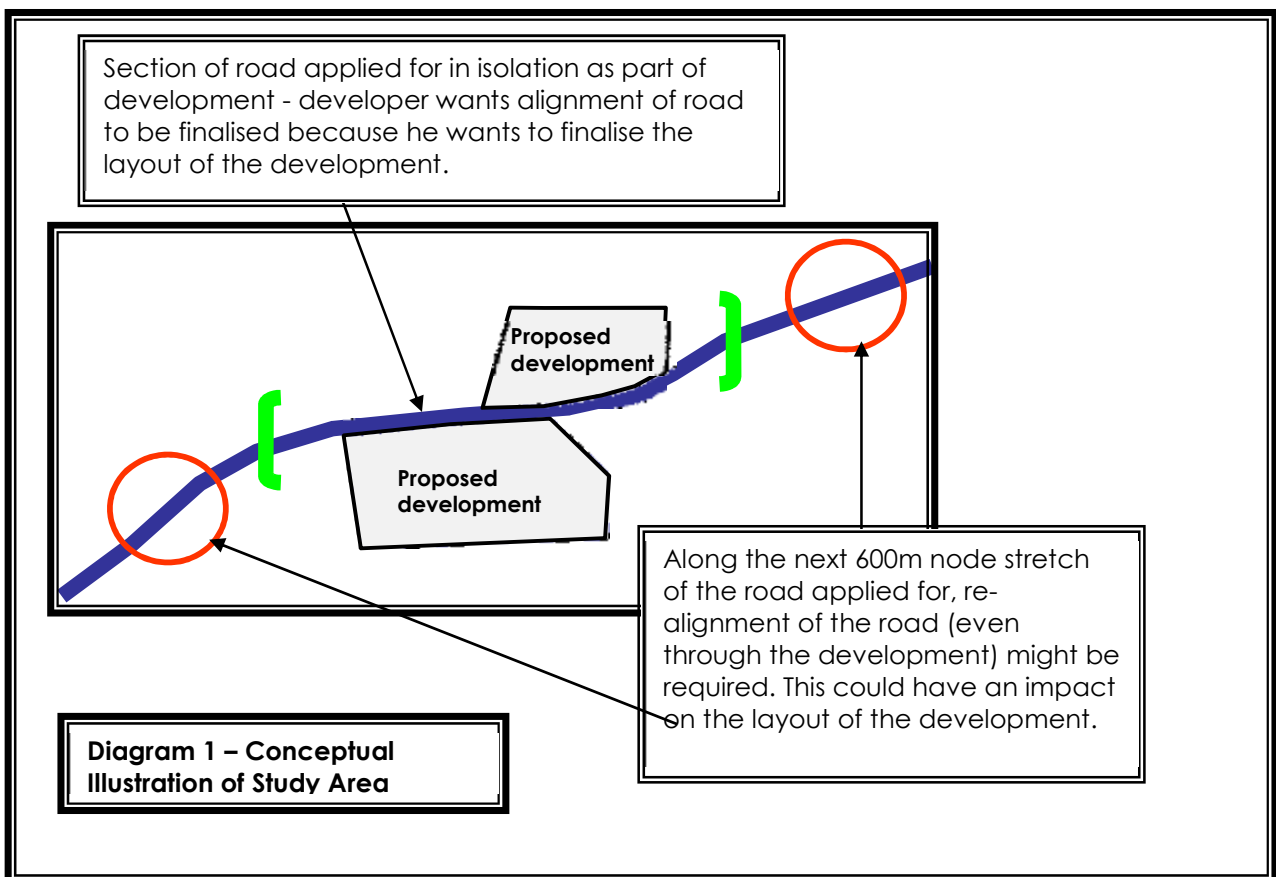 Section of road applied for in isolation as part of
development - developer wants alignment of road
to be finalised because he wants to finalise the
layout of the development.
Proposed
development
Proposed
development
Along the next 600m node stretch
of the road applied for, re-
alignment of the road (even
through the development) might be
required. This could have an impact
on the layout of the development.
Diagram 1 – Conceptual
Illustration of Study Area